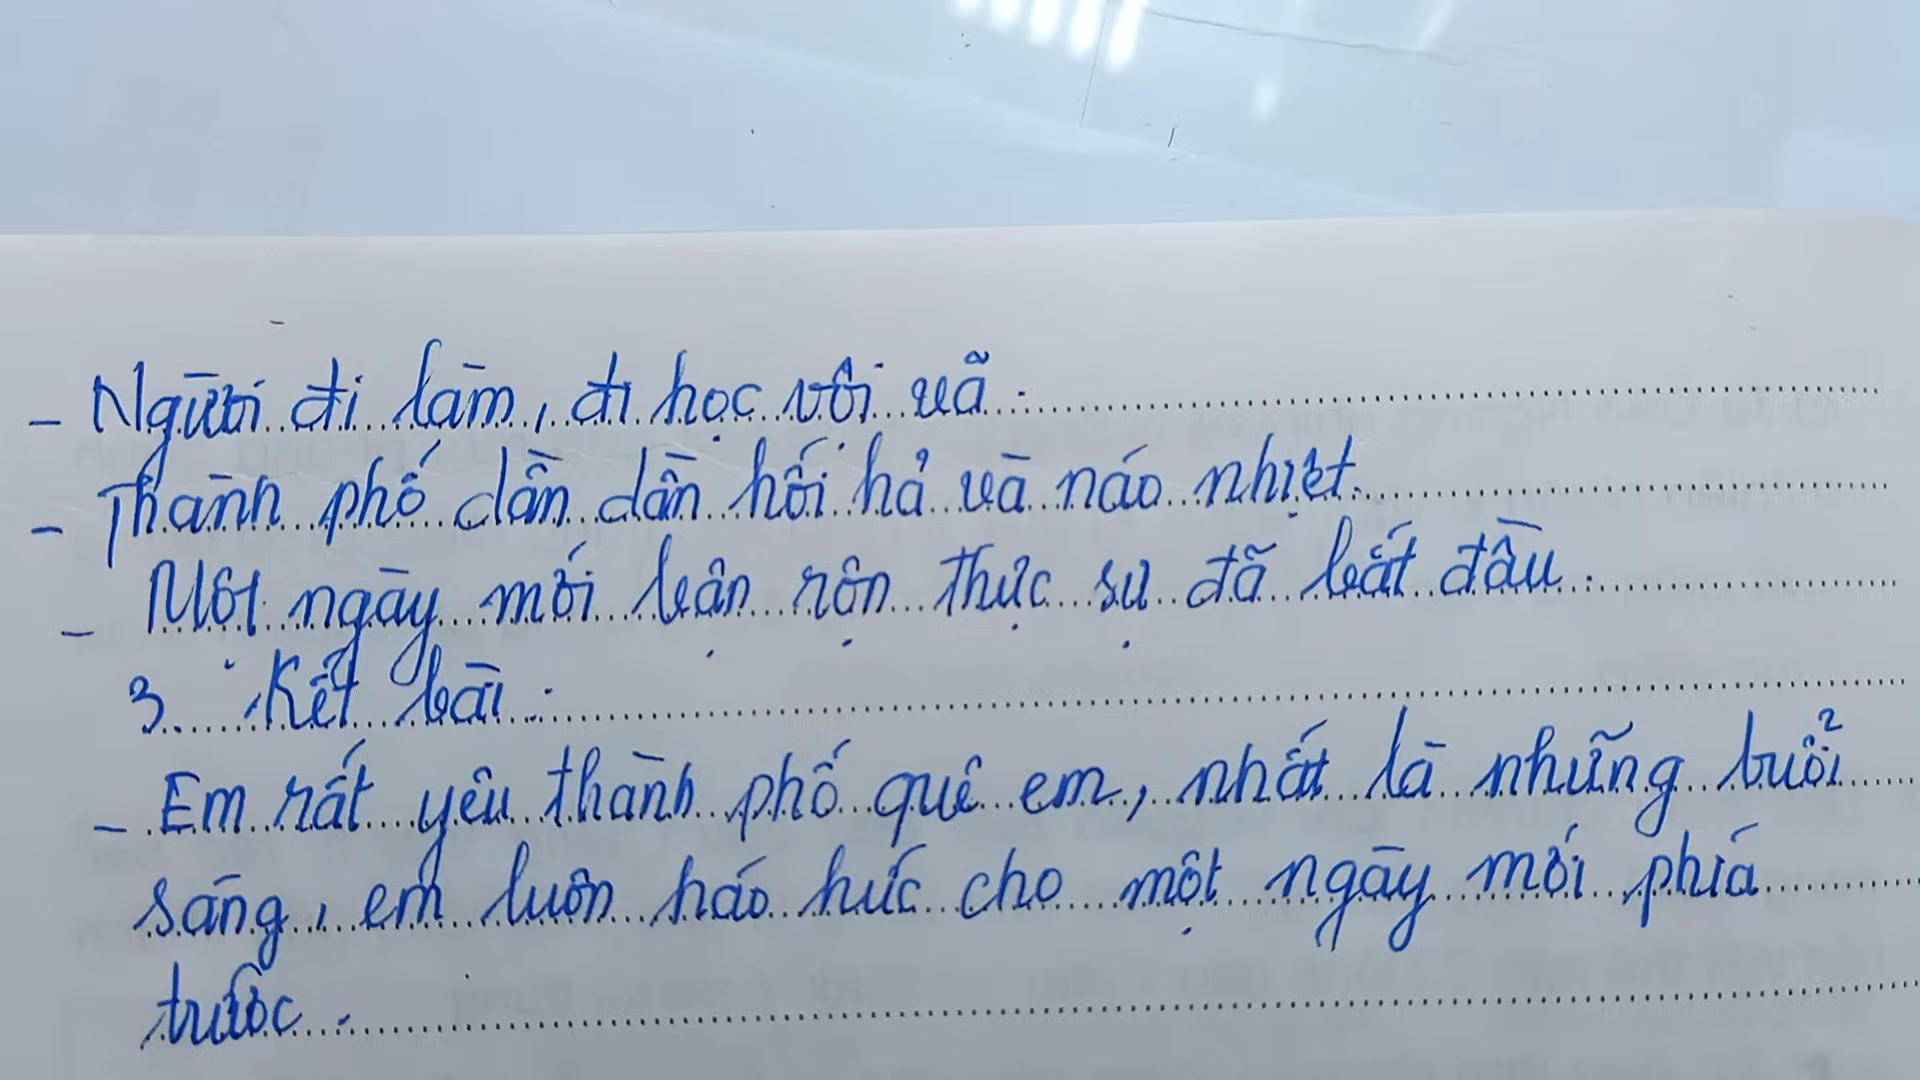 - Người đi làm, đi học vội vã.
- Thành phố dần dần hối hả và náo nhiệt.
- Một ngày mới bận rộn thực sự đã bắt đầu.
3. Kết bài:
- Em rất yêu thành phố quê em, nhất là những buổi
sáng, em luôn háo hức cho một ngày mới phía
trước.